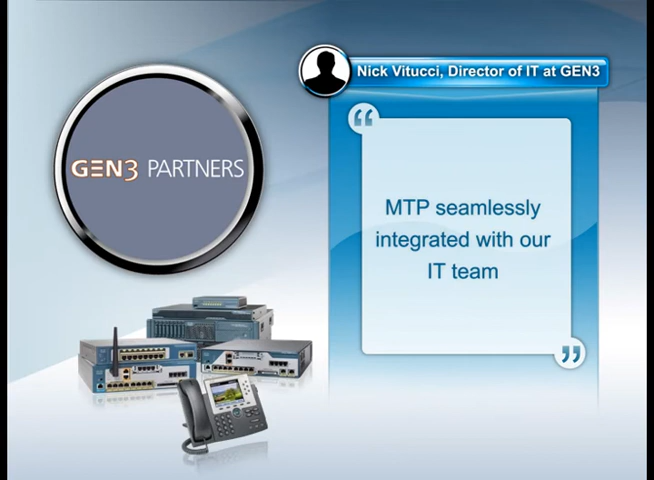 Nick Vitucci, Director of IT at GEN3
GEN3 PARTNERS
MTP seamlessly
integrated with our
IT team